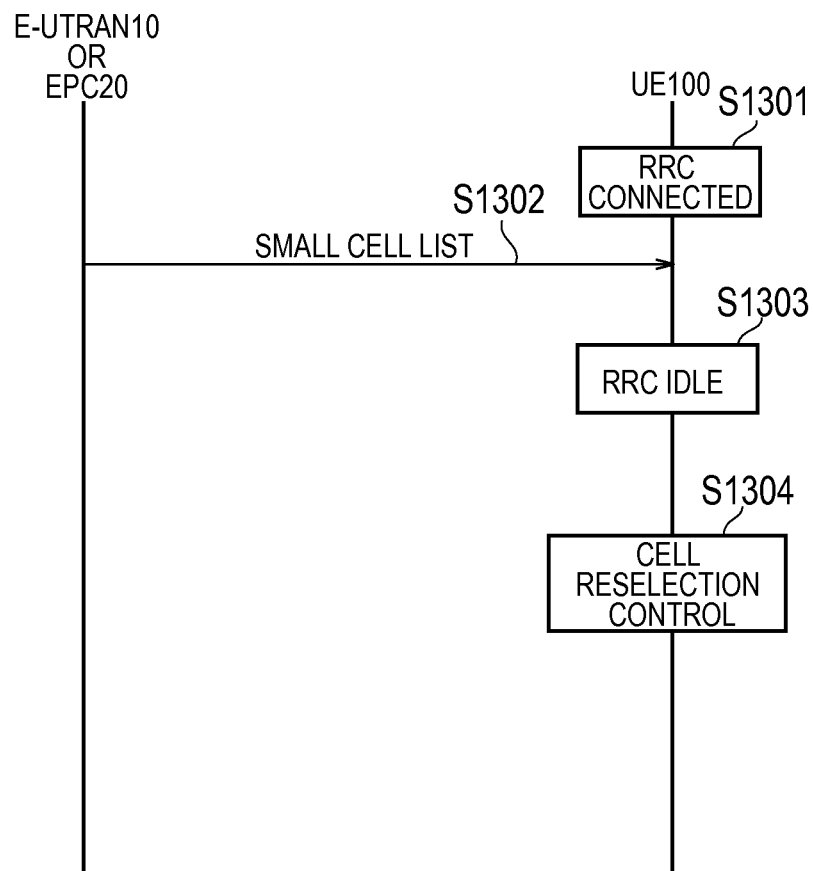 E-UTRAN10
OR
EPC20
UE100
S1301
RRC
CONNECTED
S1302
SMALL CELL LIST
S1303
RRC IDLE
S1304
CELL
RESELECTION
CONTROL